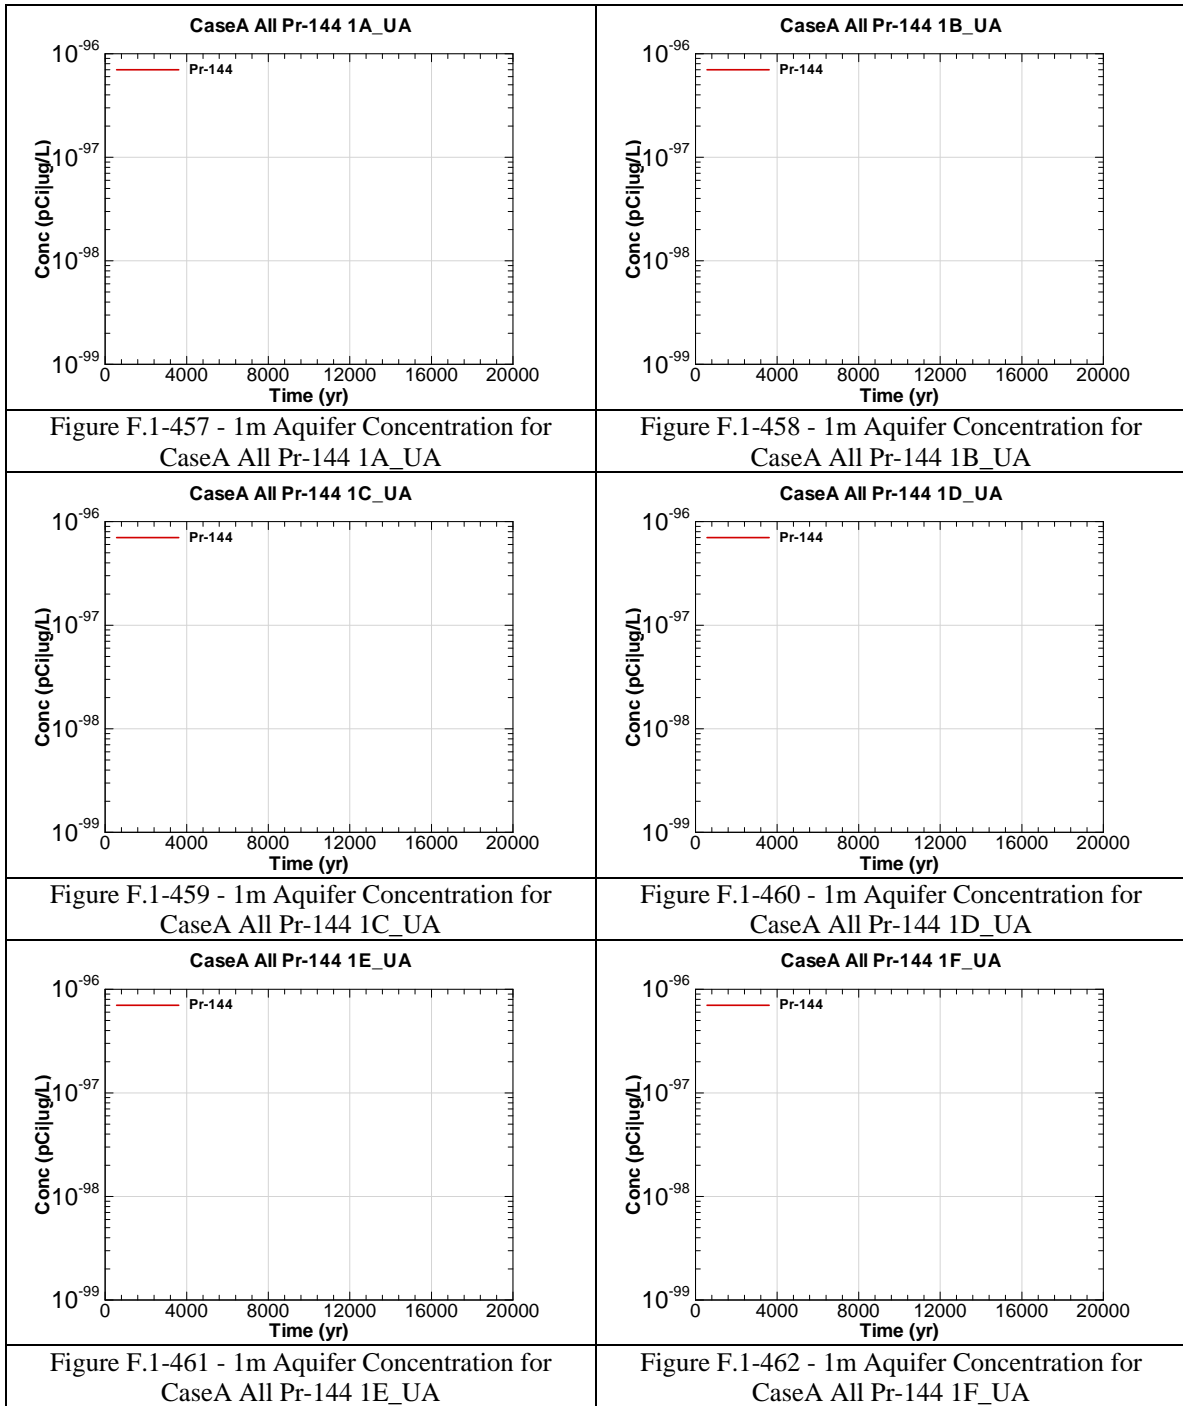 CaseA All Pr-144 1A_UA
10-96
Pr-144
10-97
Conc (pCi|ug/L)
10-98
10-99
0 4000 8000 12000 16000 20000
Time (yr)
Figure F.1-457 - 1m Aquifer Concentration for
CaseA All Pr-144 1A_UA
CaseA All Pr-144 1B_UA
10-96
Pr-144
10-97
Conc (pCi|ug/L)
10-98
10-99
0 4000 8000 12000 16000 20000
Time (yr)
Figure F.1-458 - 1m Aquifer Concentration for
CaseA All Pr-144 1B_UA
CaseA All Pr-144 1C_UA
10-96
Pr-144
10-97
Conc (pCi|ug/L)
10-98
10-99
0 4000 8000 12000 16000 20000
Time (yr)
Figure F.1-459 - 1m Aquifer Concentration for
CaseA All Pr-144 1C_UA
CaseA All Pr-144 1D_UA
10-96
Pr-144
10-97
Conc (pCi|ug/L)
10-98
10-99
0 4000 8000 12000 16000 20000
Time (yr)
Figure F.1-460 - 1m Aquifer Concentration for
CaseA All Pr-144 1D_UA
CaseA All Pr-144 1E_UA
10-96
Pr-144
10-97
Conc (pCi|ug/L)
10-98
10-99
0 4000 8000 12000 16000 20000
Time (yr)
Figure F.1-461 - 1m Aquifer Concentration for
CaseA All Pr-144 1E_UA
CaseA All Pr-144 1F_UA
10-96
Pr-144
10-97
Conc (pCi|ug/L)
10-98
10-99
0 4000 8000 12000 16000 20000
Time (yr)
Figure F.1-462 - 1m Aquifer Concentration for
CaseA All Pr-144 1F_UA